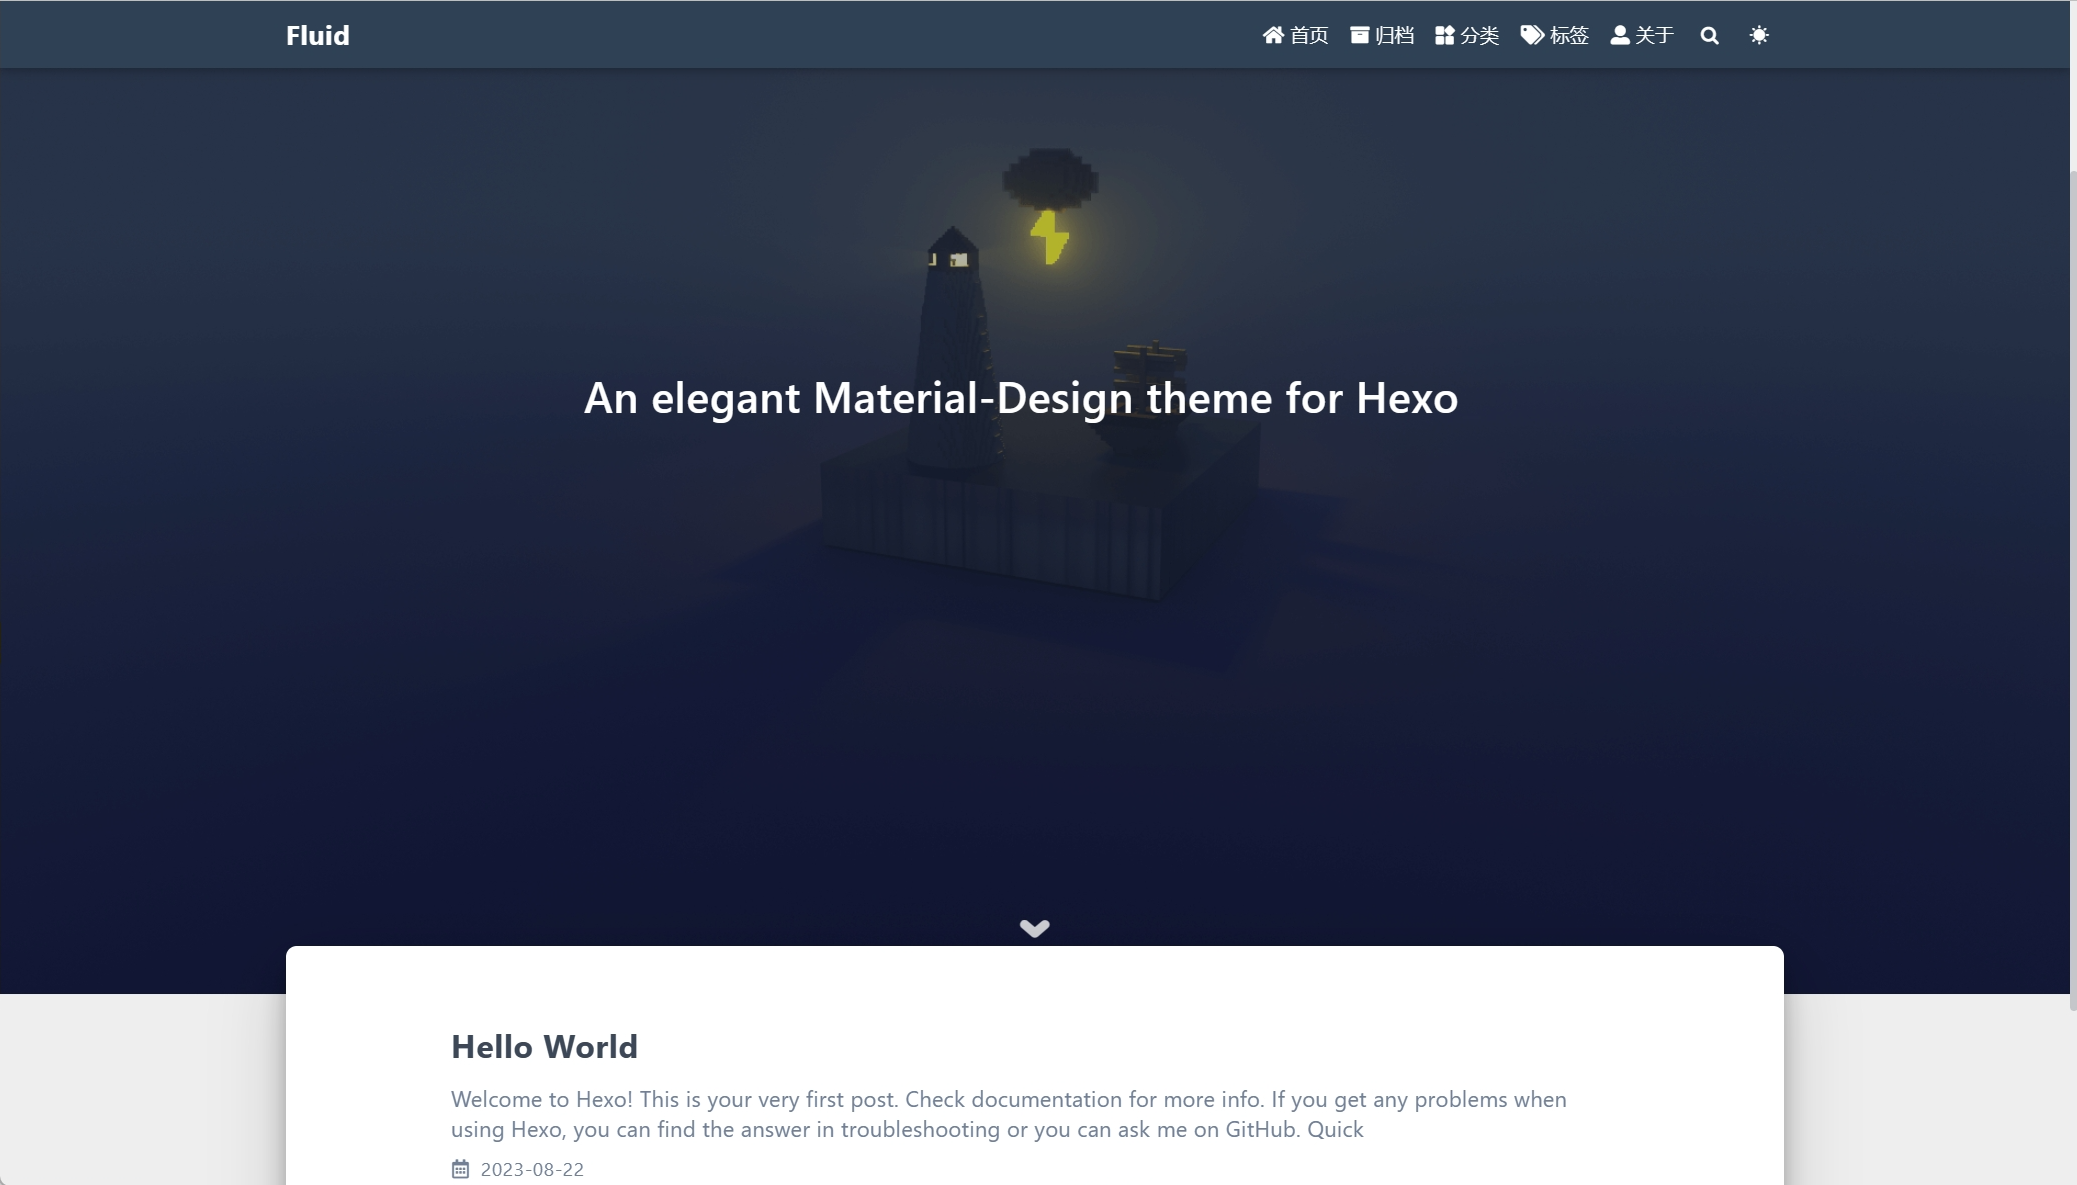 Fluid
首页 归档 分类 标签 关于
An elegant Material-Design theme for Hexo
Hello World
Welcome to Hexo! This is your very first post. Check documentation for more info. If you get any problems when
using Hexo, you can find the answer in troubleshooting or you can ask me on GitHub. Quick
2023-08-22